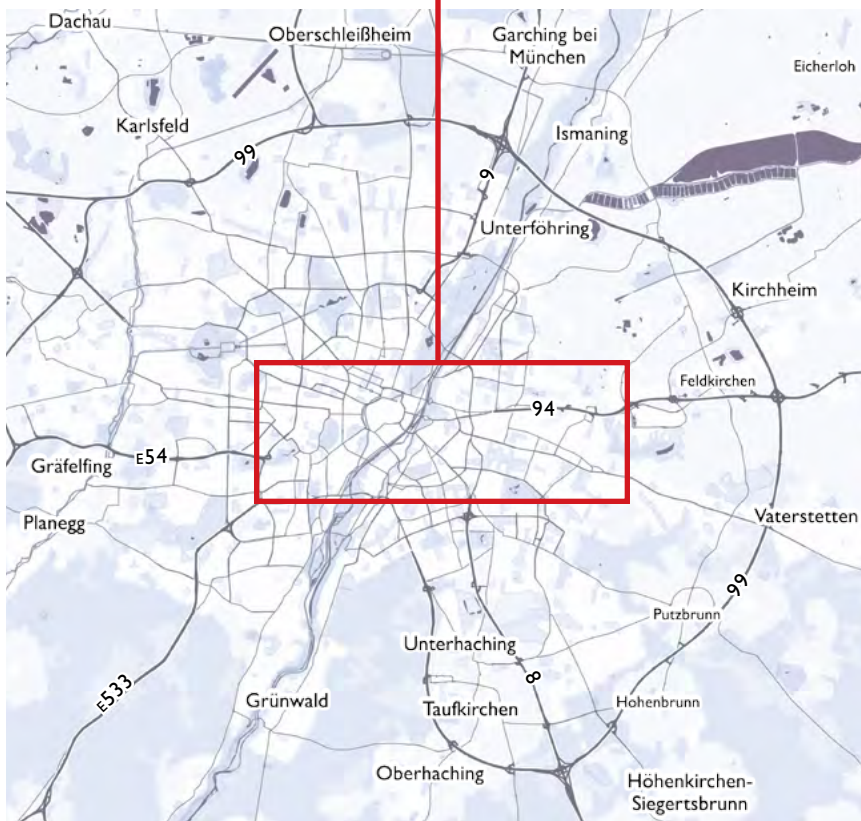 Dachau
Oberschleißheim
Garching bei
München
Eicherloh
Karlsfeld
Ismaning
99
9
Unterföhring
Kirchheim
Feldkirchen
94
E54
Gräfelfing
Planegg
Vaterstetten
99
Putzbrunn
Unterhaching
8
E533
Grünwald
Taufkirchen
Hohenbrunn
Oberhaching
Höhenkirchen-
Siegertsbrunn